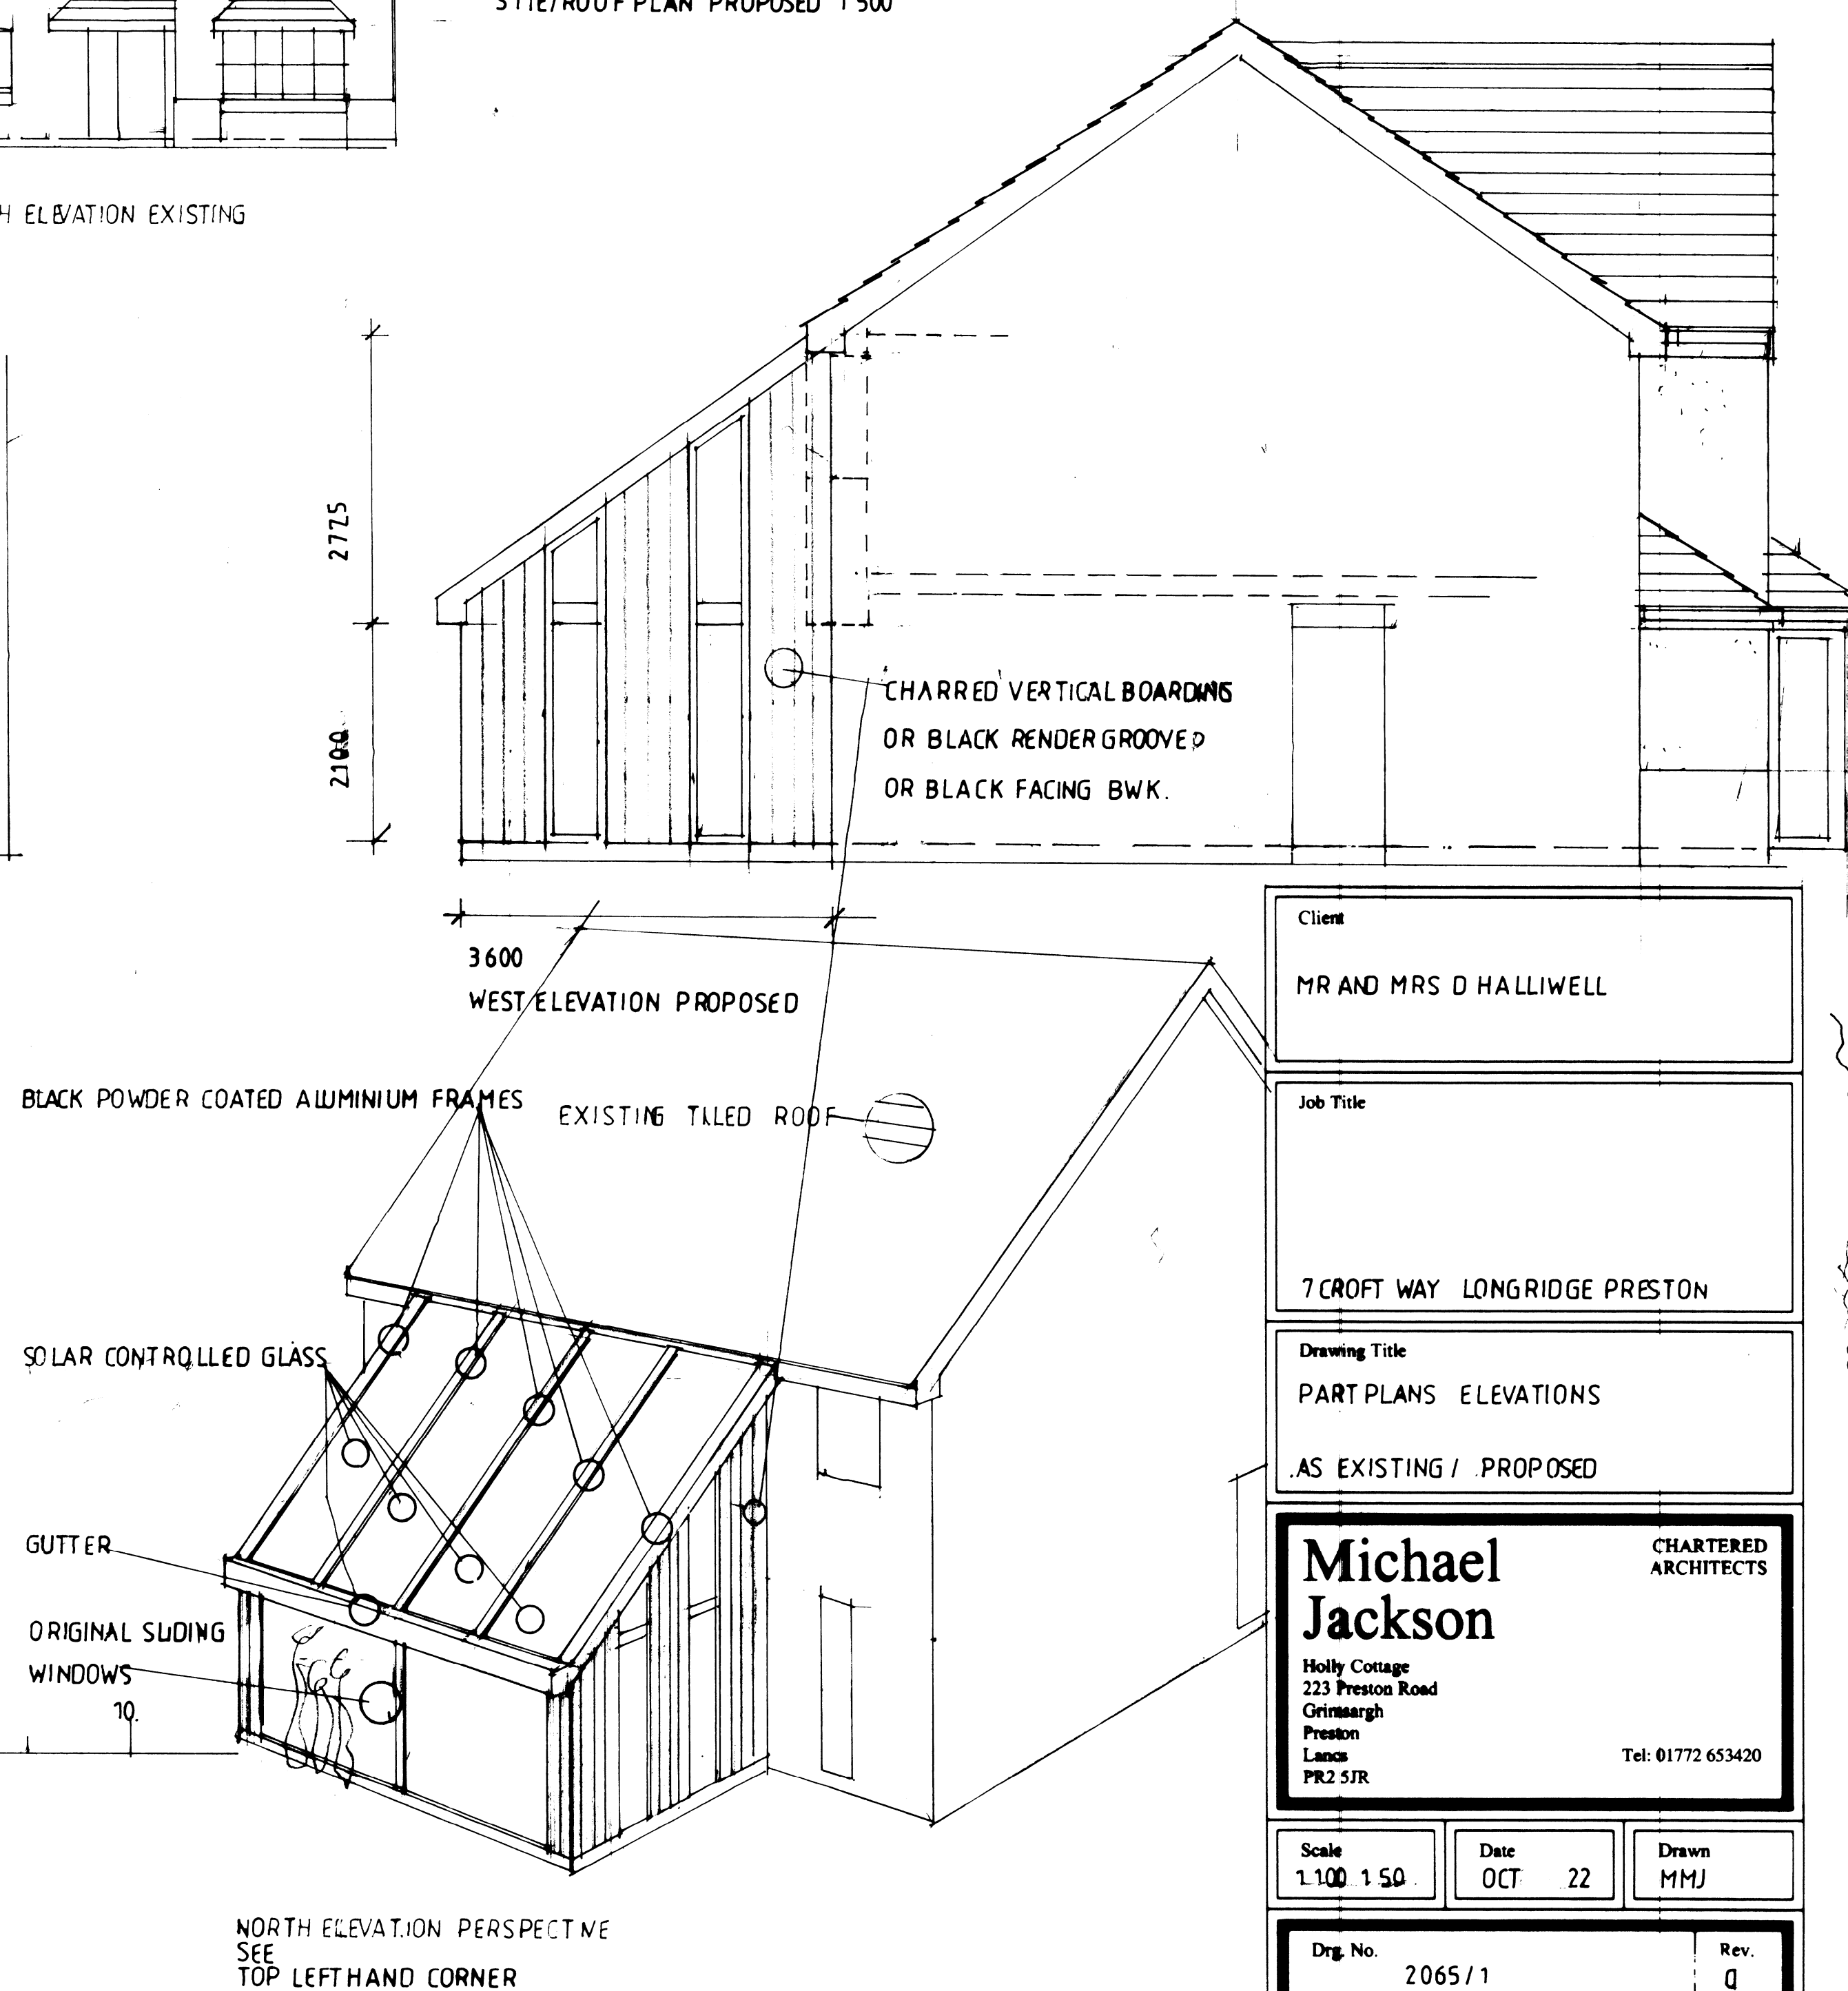 SITE/ROOF PLAN PROPOSED 1 500
H ELEVATION EXISTING
2775
2100
'CHARRED' VERTICAL BOARDING
OR BLACK RENDER GROOVED
OR BLACK FACING BWK.
3600
WEST ELEVATION PROPOSED
BLACK POWDER COATED ALUMINIUM FRAMES
EXISTING TILED ROOF
SOLAR CONTROLLED GLASS
GUTTER
ORIGINAL SLIDING
WINDOWS
10.
NORTH ELEVATION PERSPECTIVE
SEE
TOP LEFT HAND CORNER
Client
MR AND MRS D HALLIWELL
Job Title
7 CROFT WAY LONGRIDGE PRESTON
Drawing Title
PART PLANS ELEVATIONS
AS EXISTING / PROPOSED
Michael
Jackson
CHARTERED
ARCHITECTS
Holly Cottage
223 Preston Road
Grimsargh
Preston
Lancs
PR2 5JR
Tel: 01772 653420
Scale
1 100 1 50
Date
OCT 22
Drawn
MMJ
Drg. No.
2065/1
Rev.